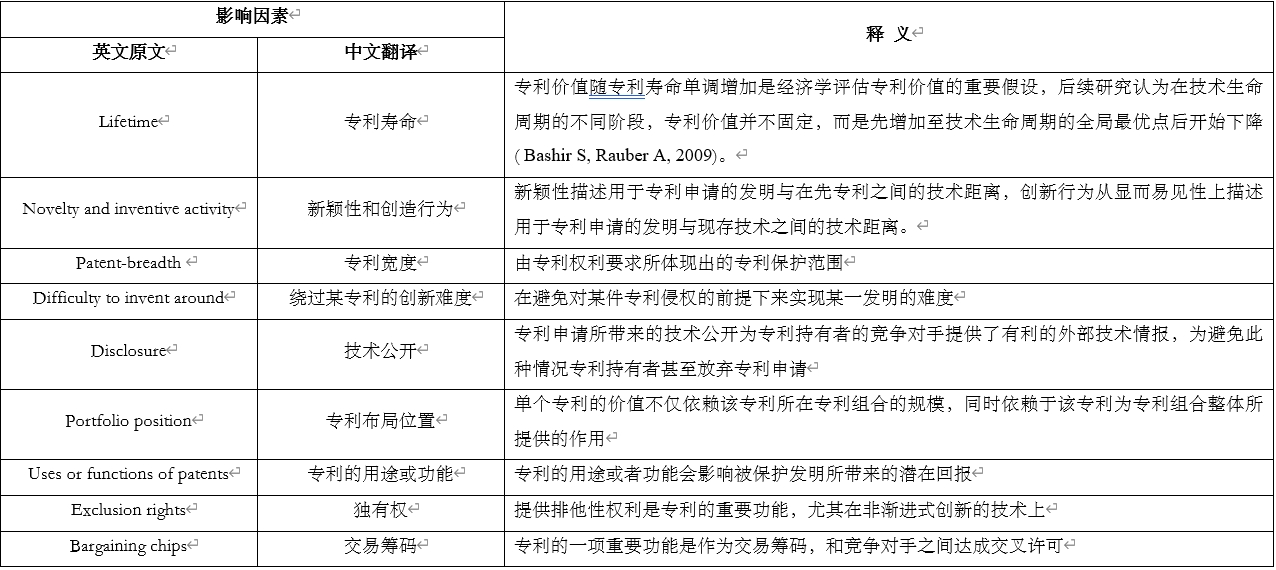 影响因素
释 义
英文原文
中文翻译
Lifetime
专利寿命
专利价值随专利寿命单调增加是经济学评估专利价值的重要假设，后续研究认为在技术生命
周期的不同阶段，专利价值并不固定，而是先增加至技术生命周期的全局最优点后开始下降
( Bashir S, Rauber A, 2009)。
Novelty and inventive activity
新颖性和创造行为
新颖性描述用于专利申请的发明与在先专利之间的技术距离，创新行为从显而易见性上描述
用于专利申请的发明与现存技术之间的技术距离。
Patent-breadth
专利宽度
由专利权利要求所体现出的专利保护范围
Difficulty to invent around
绕过某专利的创新难度
在避免对某件专利侵权的前提下来实现某一发明的难度
Disclosure
技术公开
专利申请所带来的技术公开为专利持有者的竞争对手提供了有利的外部技术情报，为避免此
种情况专利持有者甚至放弃专利申请
Portfolio position
专利布局位置
单个专利的价值不仅依赖该专利所在专利组合的规模，同时依赖于该专利为专利组合整体所
提供的作用
Uses or functions of patents
专利的用途或功能
专利的用途或者功能会影响被保护发明所带来的潜在回报
Exclusion rights
独有权
提供排他性权利是专利的重要功能，尤其在非渐进式创新的技术上
Bargaining chips
交易筹码
专利的一项重要功能是作为交易筹码，和竞争对手之间达成交叉许可